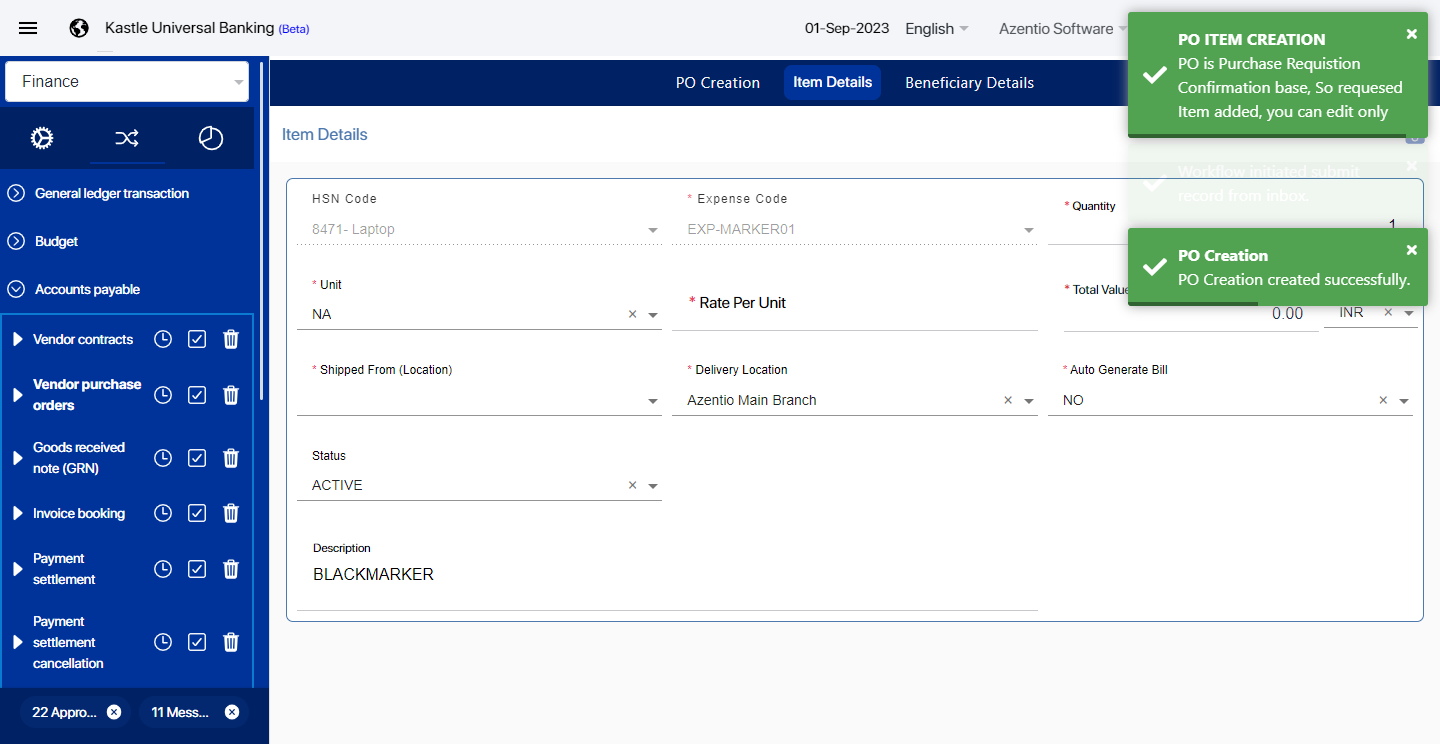 Kastle Universal Banking (Beta)
01-Sep-2023
English
Azentio Software
Finance
PO Creation
Item Details
Beneficiary Details
PO ITEM CREATION
PO is Purchase Requistion
Confirmation base, So requesed
Item added, you can edit only
Workflow initiated submit
record from inbox.
PO Creation
PO Creation created successfully.
General ledger transaction
Budget
Accounts payable
Vendor contracts
Vendor purchase
orders
Goods received
note (GRN)
Invoice booking
Payment
settlement
Payment
settlement
cancellation
22 Appro...
11 Mess...
Item Details
HSN Code
8471- Laptop
* Expense Code
EXP-MARKER01
* Quantity
1
* Unit
NA
* Rate Per Unit
* Total Value
0.00
INR
* Shipped From (Location)
* Delivery Location
Azentio Main Branch
* Auto Generate Bill
NO
Status
ACTIVE
Description
BLACKMARKER